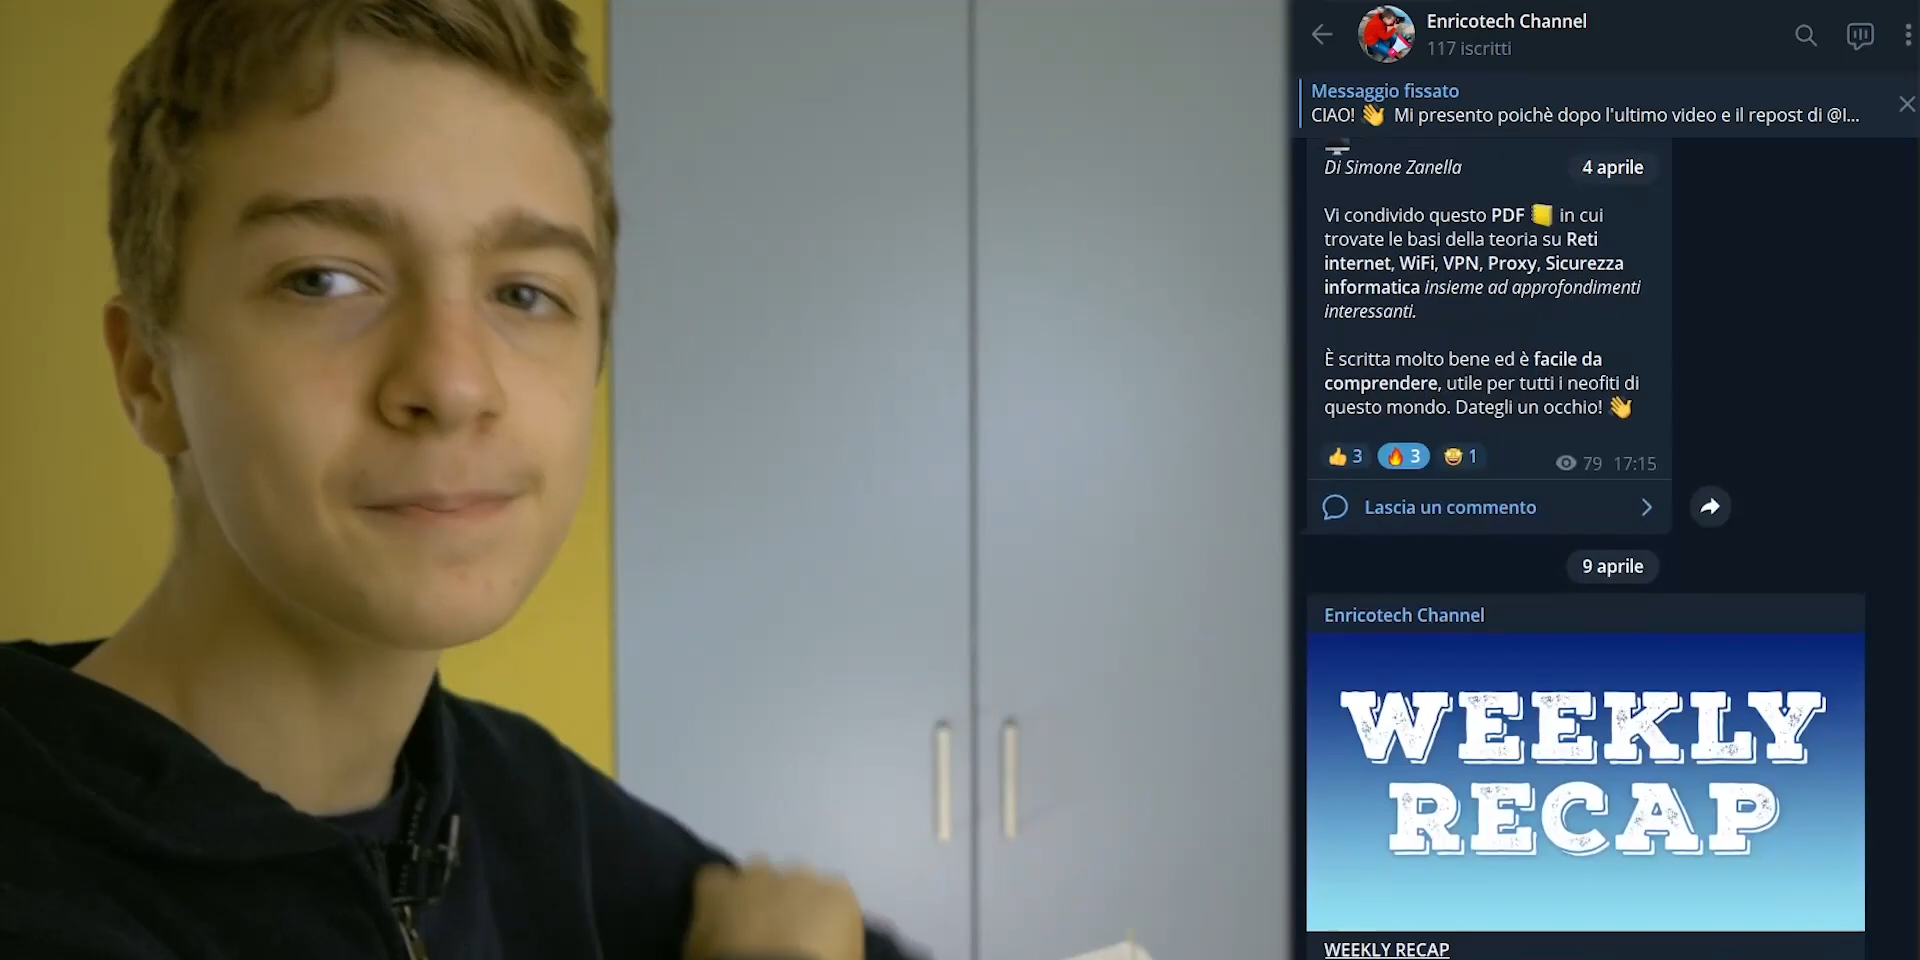 Enricotech Channel
117 iscritti
Messaggio fissato
CIAO! 👋 Mi presento poichè dopo l'ultimo video e il repost di @I...
Di Simone Zanella
4 aprile
Vi condivido questo PDF 📒 in cui
trovate le basi della teoria su Reti
internet, WiFi, VPN, Proxy, Sicurezza
informatica insieme ad approfondimenti
interessanti.
È scritta molto bene ed è facile da
comprendere, utile per tutti i neofiti di
questo mondo. Dategli un occhio! 👋
👍 3 🔥 3 🤩 1
79 17:15
Lascia un commento
9 aprile
Enricotech Channel
WEEKLY
RECAP
WEEKLY RECAP